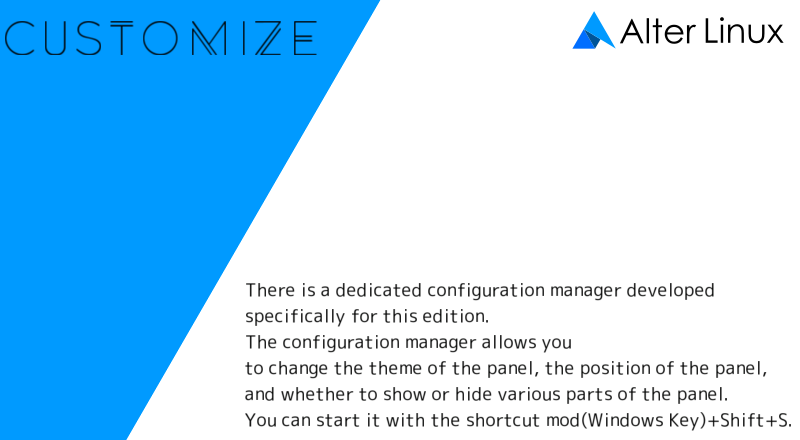 CUSTOMIZE
Alter Linux
There is a dedicated configuration manager developed
specifically for this edition.
The configuration manager allows you
to change the theme of the panel, the position of the panel,
and whether to show or hide various parts of the panel.
You can start it with the shortcut mod(Windows Key)+Shift+S.